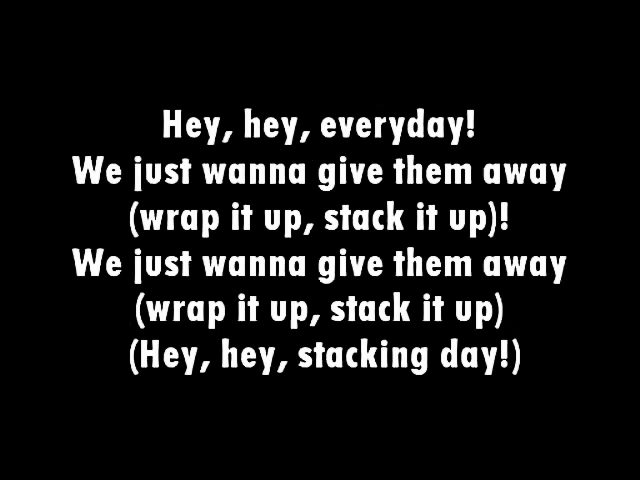 Hey, hey, everyday!
We just wanna give them away
(wrap it up, stack it up)!
We just wanna give them away
(wrap it up, stack it up)
(Hey, hey, stacking day!)